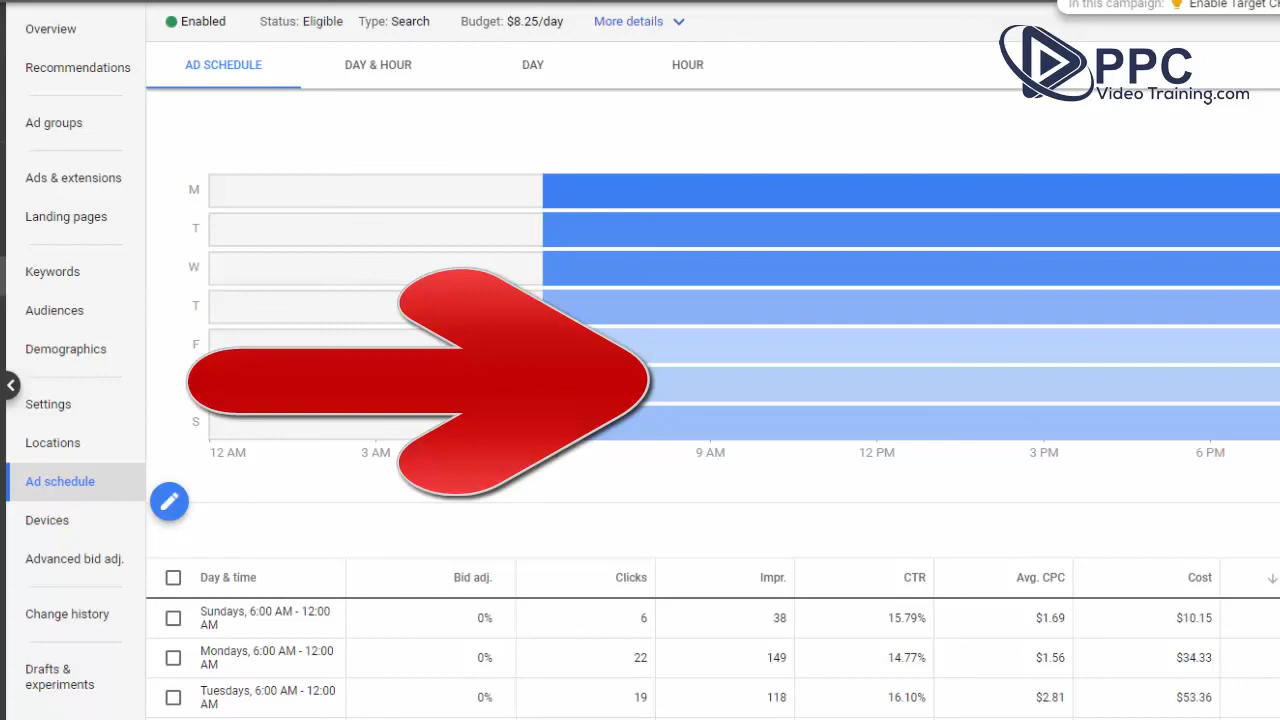 In this campaign: Enable Target
Enabled Status: Eligible Type: Search Budget: $8.25/day More details
AD SCHEDULE DAY & HOUR DAY HOUR
PPC
Video Training.com
Overview
Recommendations
Ad groups
Ads & extensions
Landing pages
Keywords
Audiences
Demographics
Settings
Locations
Ad schedule
Devices
Advanced bid adj.
Change history
Drafts &
experiments
M
T
W
T
F
S
12 AM 3 AM 9 AM 12 PM 3 PM 6 PM
Day & time Bid adj. Clicks Impr. CTR Avg. CPC Cost
Sundays, 6:00 AM - 12:00
AM
0% 6 38 15.79% $1.69 $10.15
Mondays, 6:00 AM - 12:00
AM
0% 22 149 14.77% $1.56 $34.33
Tuesdays, 6:00 AM - 12:00
AM
0% 19 118 16.10% $2.81 $53.36